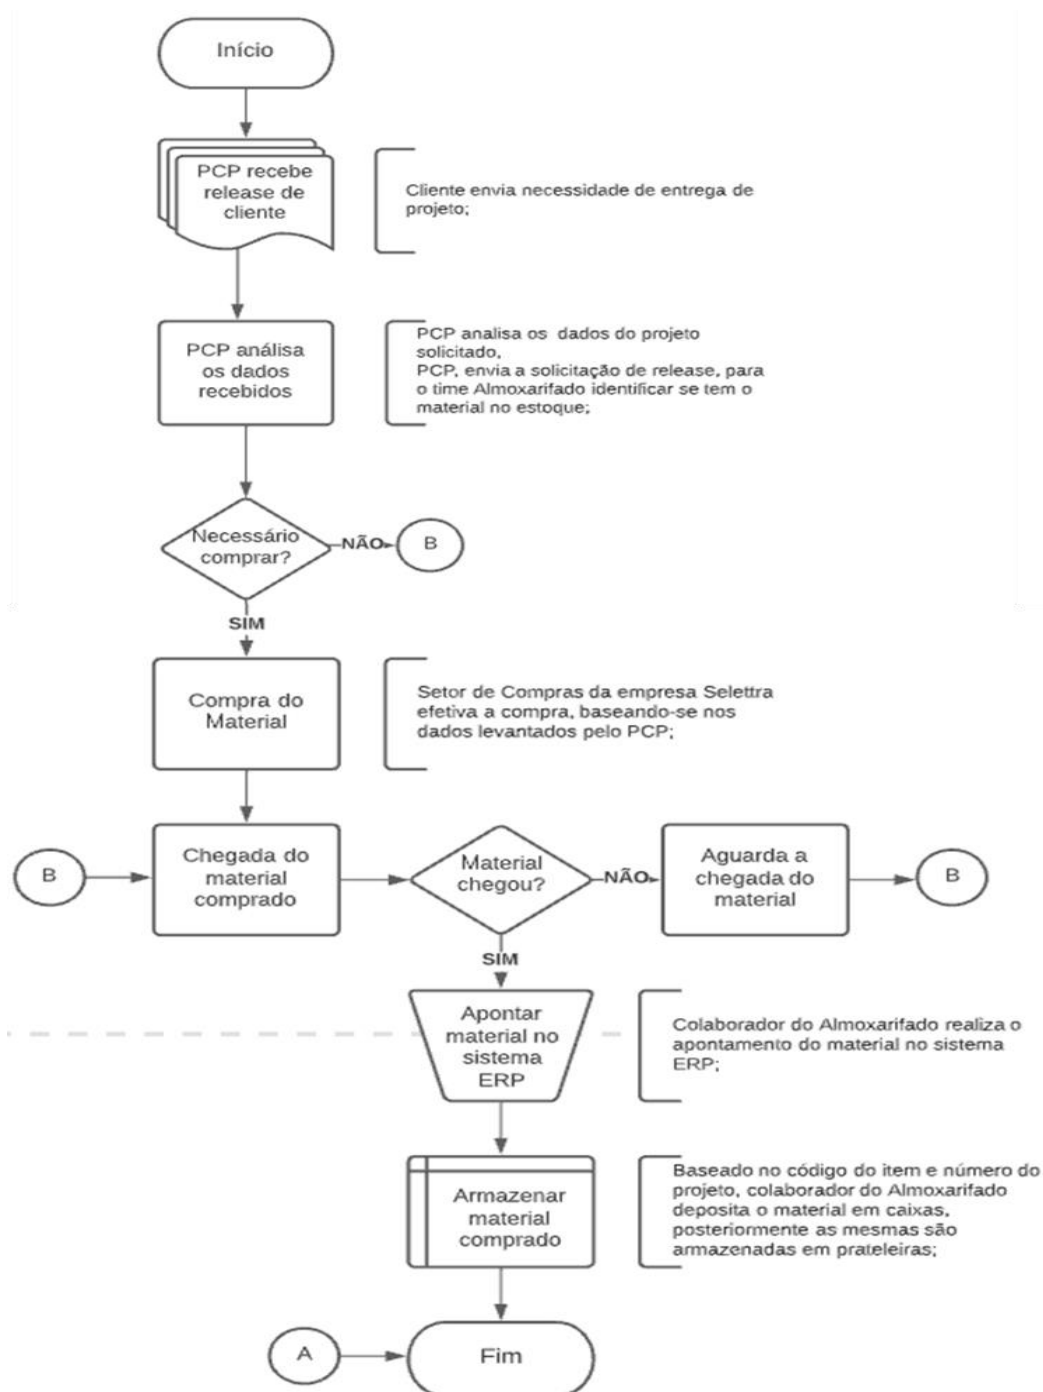 Início
PCP recebe
release de
cliente
Cliente envia necessidade de entrega de
projeto;
PCP análisa
os dados
recebidos
PCP analisa os dados do projeto
solicitado,
PCP, envia a solicitação de release, para
o time Almoxarifado identificar se tem o
material no estoque;
Necessário
comprar?
NÃO
B
SIM
Compra do
Material
Setor de Compras da empresa Selettra
efetiva a compra, baseando-se nos
dados levantados pelo PCP;
B
Chegada do
material
comprado
Material
chegou?
NÃO
Aguarda a
chegada do
material
B
SIM
Apontar
material no
sistema
ERP
Colaborador do Almoxarifado realiza o
apontamento do material no sistema
ERP;
Armazenar
material
comprado
Baseado no código do item e número do
projeto, colaborador do Almoxarifado
deposita o material em caixas,
posteriormente as mesmas são
armazenadas em prateleiras;
A
Fim